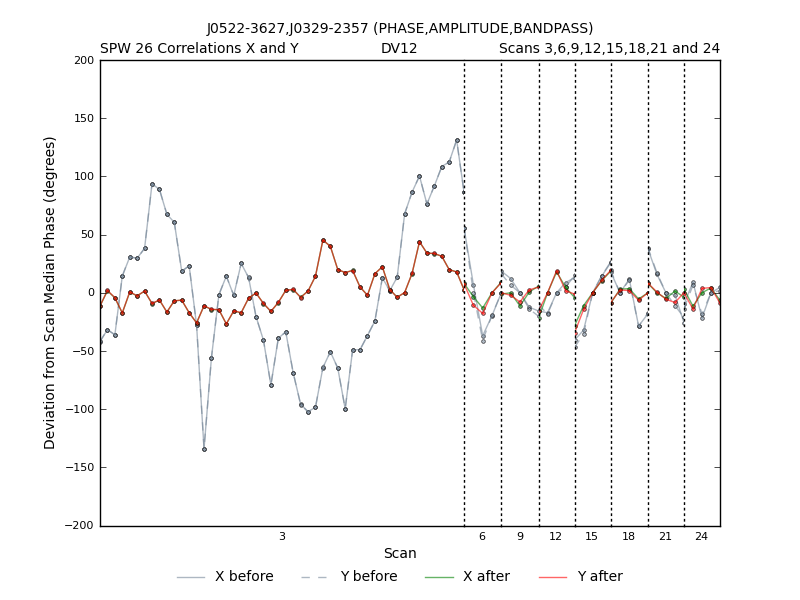 J0522-3627,J0329-2357 (PHASE,AMPLITUDE,BANDPASS)
SPW 26 Correlations X and Y DV12 Scans 3,6,9,12,15,18,21 and 24
200
150
100
50
0
−50
−100
−150
−200
Deviation from Scan Median Phase (degrees)
3 6 9 12 15 18 21 24
Scan
X before Y before X after Y after